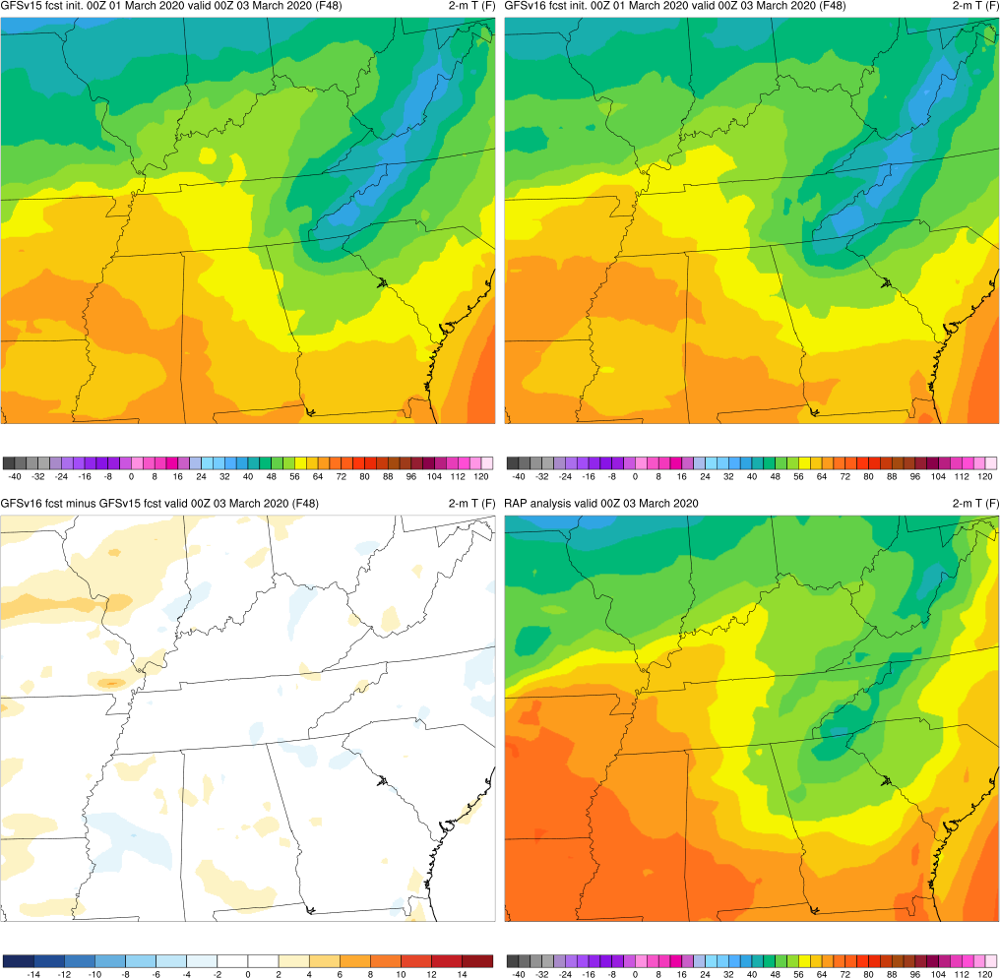 GFSv15 fcst init. 00Z 01 March 2020 valid 00Z 03 March 2020 (F48) 2-m T (F)
GFSv16 fcst init. 00Z 01 March 2020 valid 00Z 03 March 2020 (F48) 2-m T (F)
-40 -32 -24 -16 -8 0 8 16 24 32 40 48 56 64 72 80 88 96 104 112 120
-40 -32 -24 -16 -8 0 8 16 24 32 40 48 56 64 72 80 88 96 104 112 120
GFSv16 fcst minus GFSv15 fcst valid 00Z 03 March 2020 (F48) 2-m T (F)
RAP analysis valid 00Z 03 March 2020 2-m T (F)
-14 -12 -10 -8 -6 -4 -2 0 2 4 6 8 10 12 14
-40 -32 -24 -16 -8 0 8 16 24 32 40 48 56 64 72 80 88 96 104 112 120